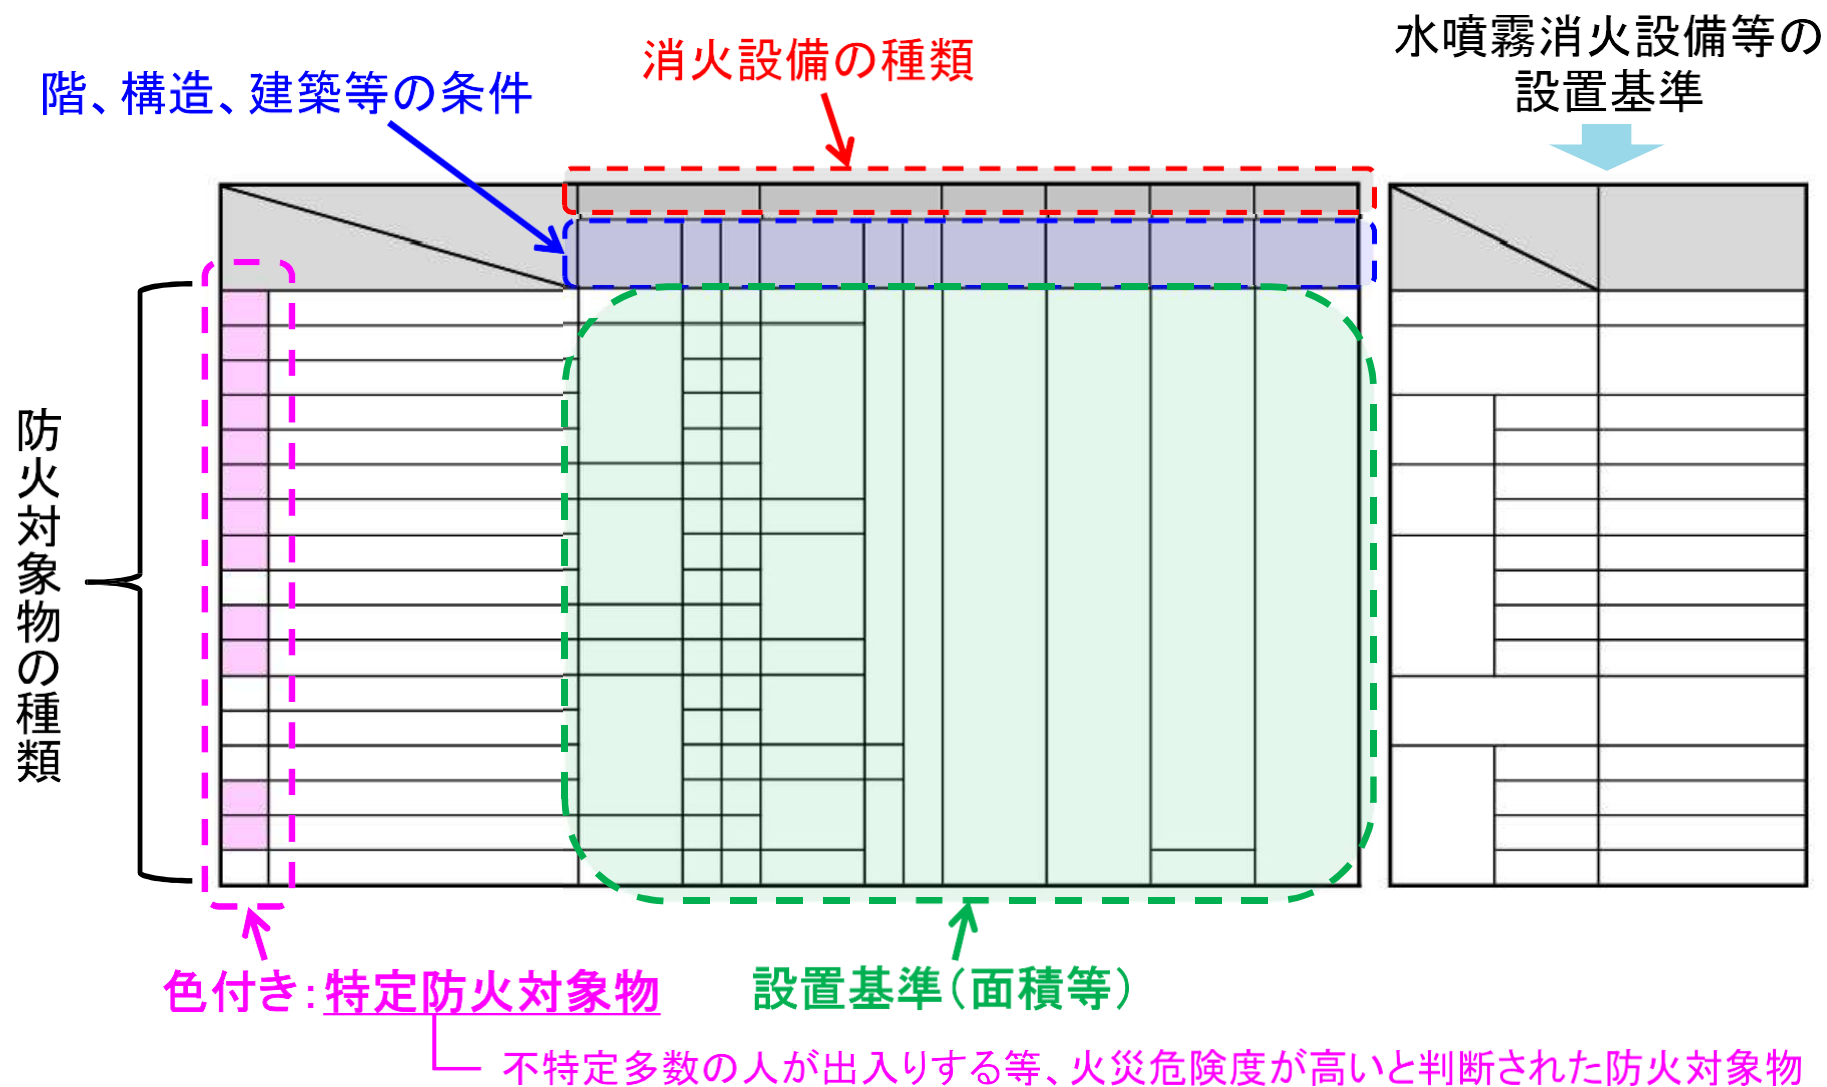 水噴霧消火設備等の
設置基準
消火設備の種類
階、構造、建築等の条件
防火対象物の種類
色付き：特定防火対象物
設置基準（面積等）
不特定多数の人が出入りする等、火災危険度が高いと判断された防火対象物